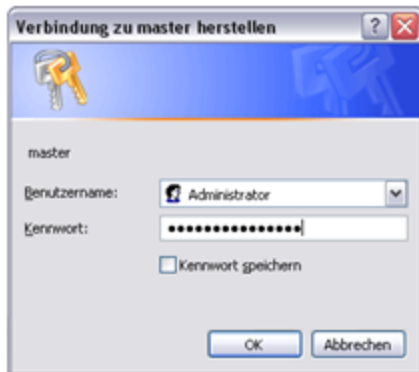 Verbindung zu master herstellen
master
Benutzername: Administrator
Kennwort: •••••••••••••••
Kennwort speichern
OK Abbrechen